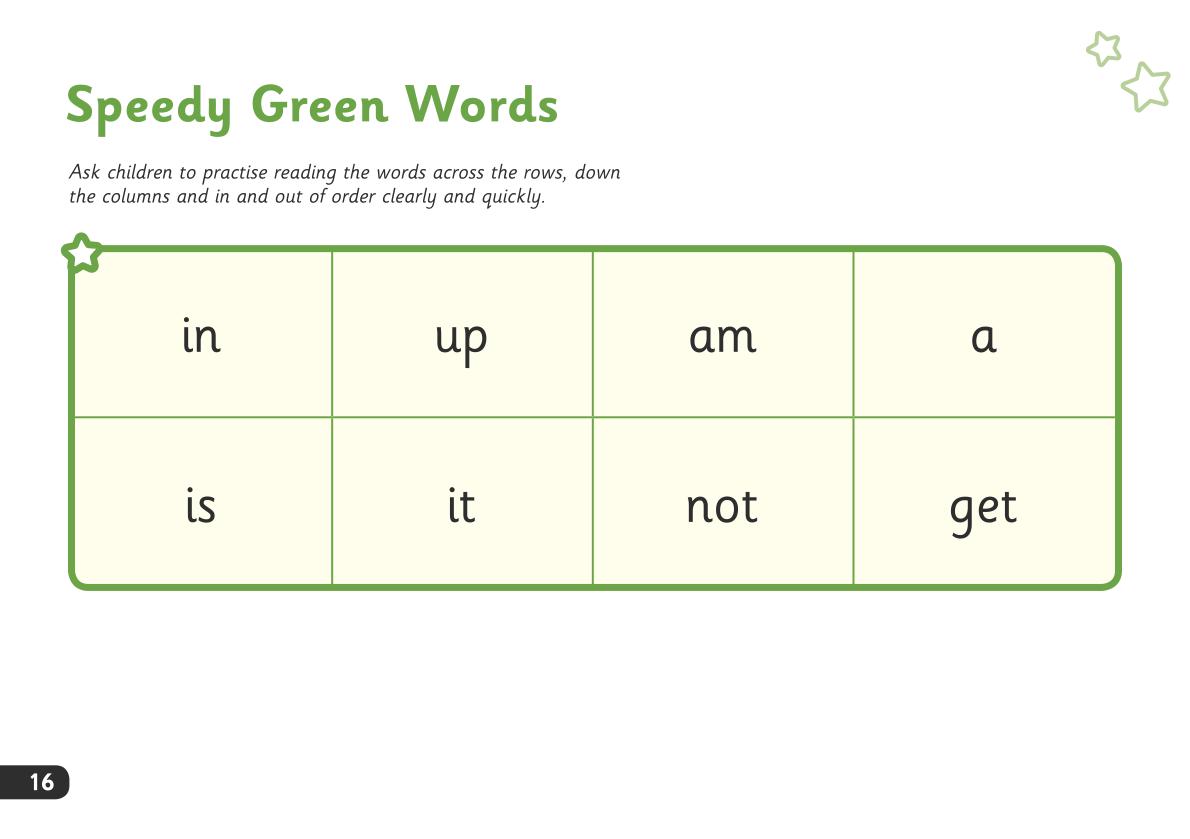 Speedy Green Words
Ask children to practise reading the words across the rows, down
the columns and in and out of order clearly and quickly.
in up am a
is it not get
16